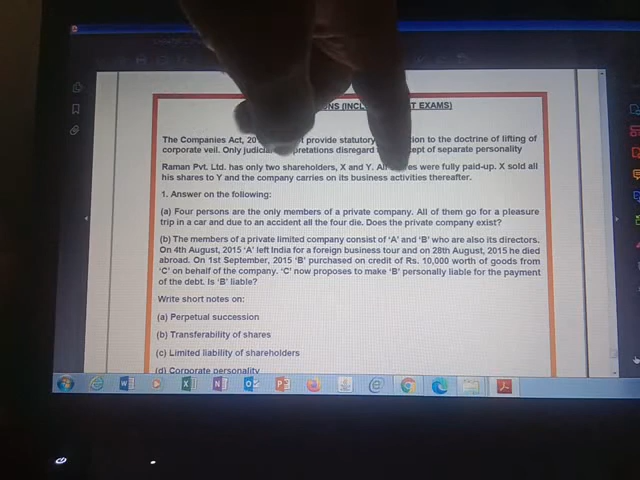 ONS (INCL
T EXAMS)
The Companies Act, 20 t provide statutory tion to the doctrine of lifting of
corporate veil. Only judicia pretations disregard cept of separate personality
Raman Pvt. Ltd. has only two shareholders, X and Y. All es were fully paid-up. X sold all
his shares to Y and the company carries on its business activities thereafter.
1. Answer on the following:
(a) Four persons are the only members of a private company. All of them go for a pleasure
trip in a car and due to an accident all the four die. Does the private company exist?
(b) The members of a private limited company consist of 'A' and 'B' who are also its directors.
On 4th August, 2015 'A' left India for a foreign business tour and on 28th August, 2015 he died
abroad. On 1st September, 2015 'B' purchased on credit of Rs. 10,000 worth of goods from
'C' on behalf of the company. 'C' now proposes to make 'B' personally liable for the payment
of the debt. Is 'B' liable?
Write short notes on:
(a) Perpetual succession
(b) Transferability of shares
(c) Limited liability of shareholders
(d) Corporate personality